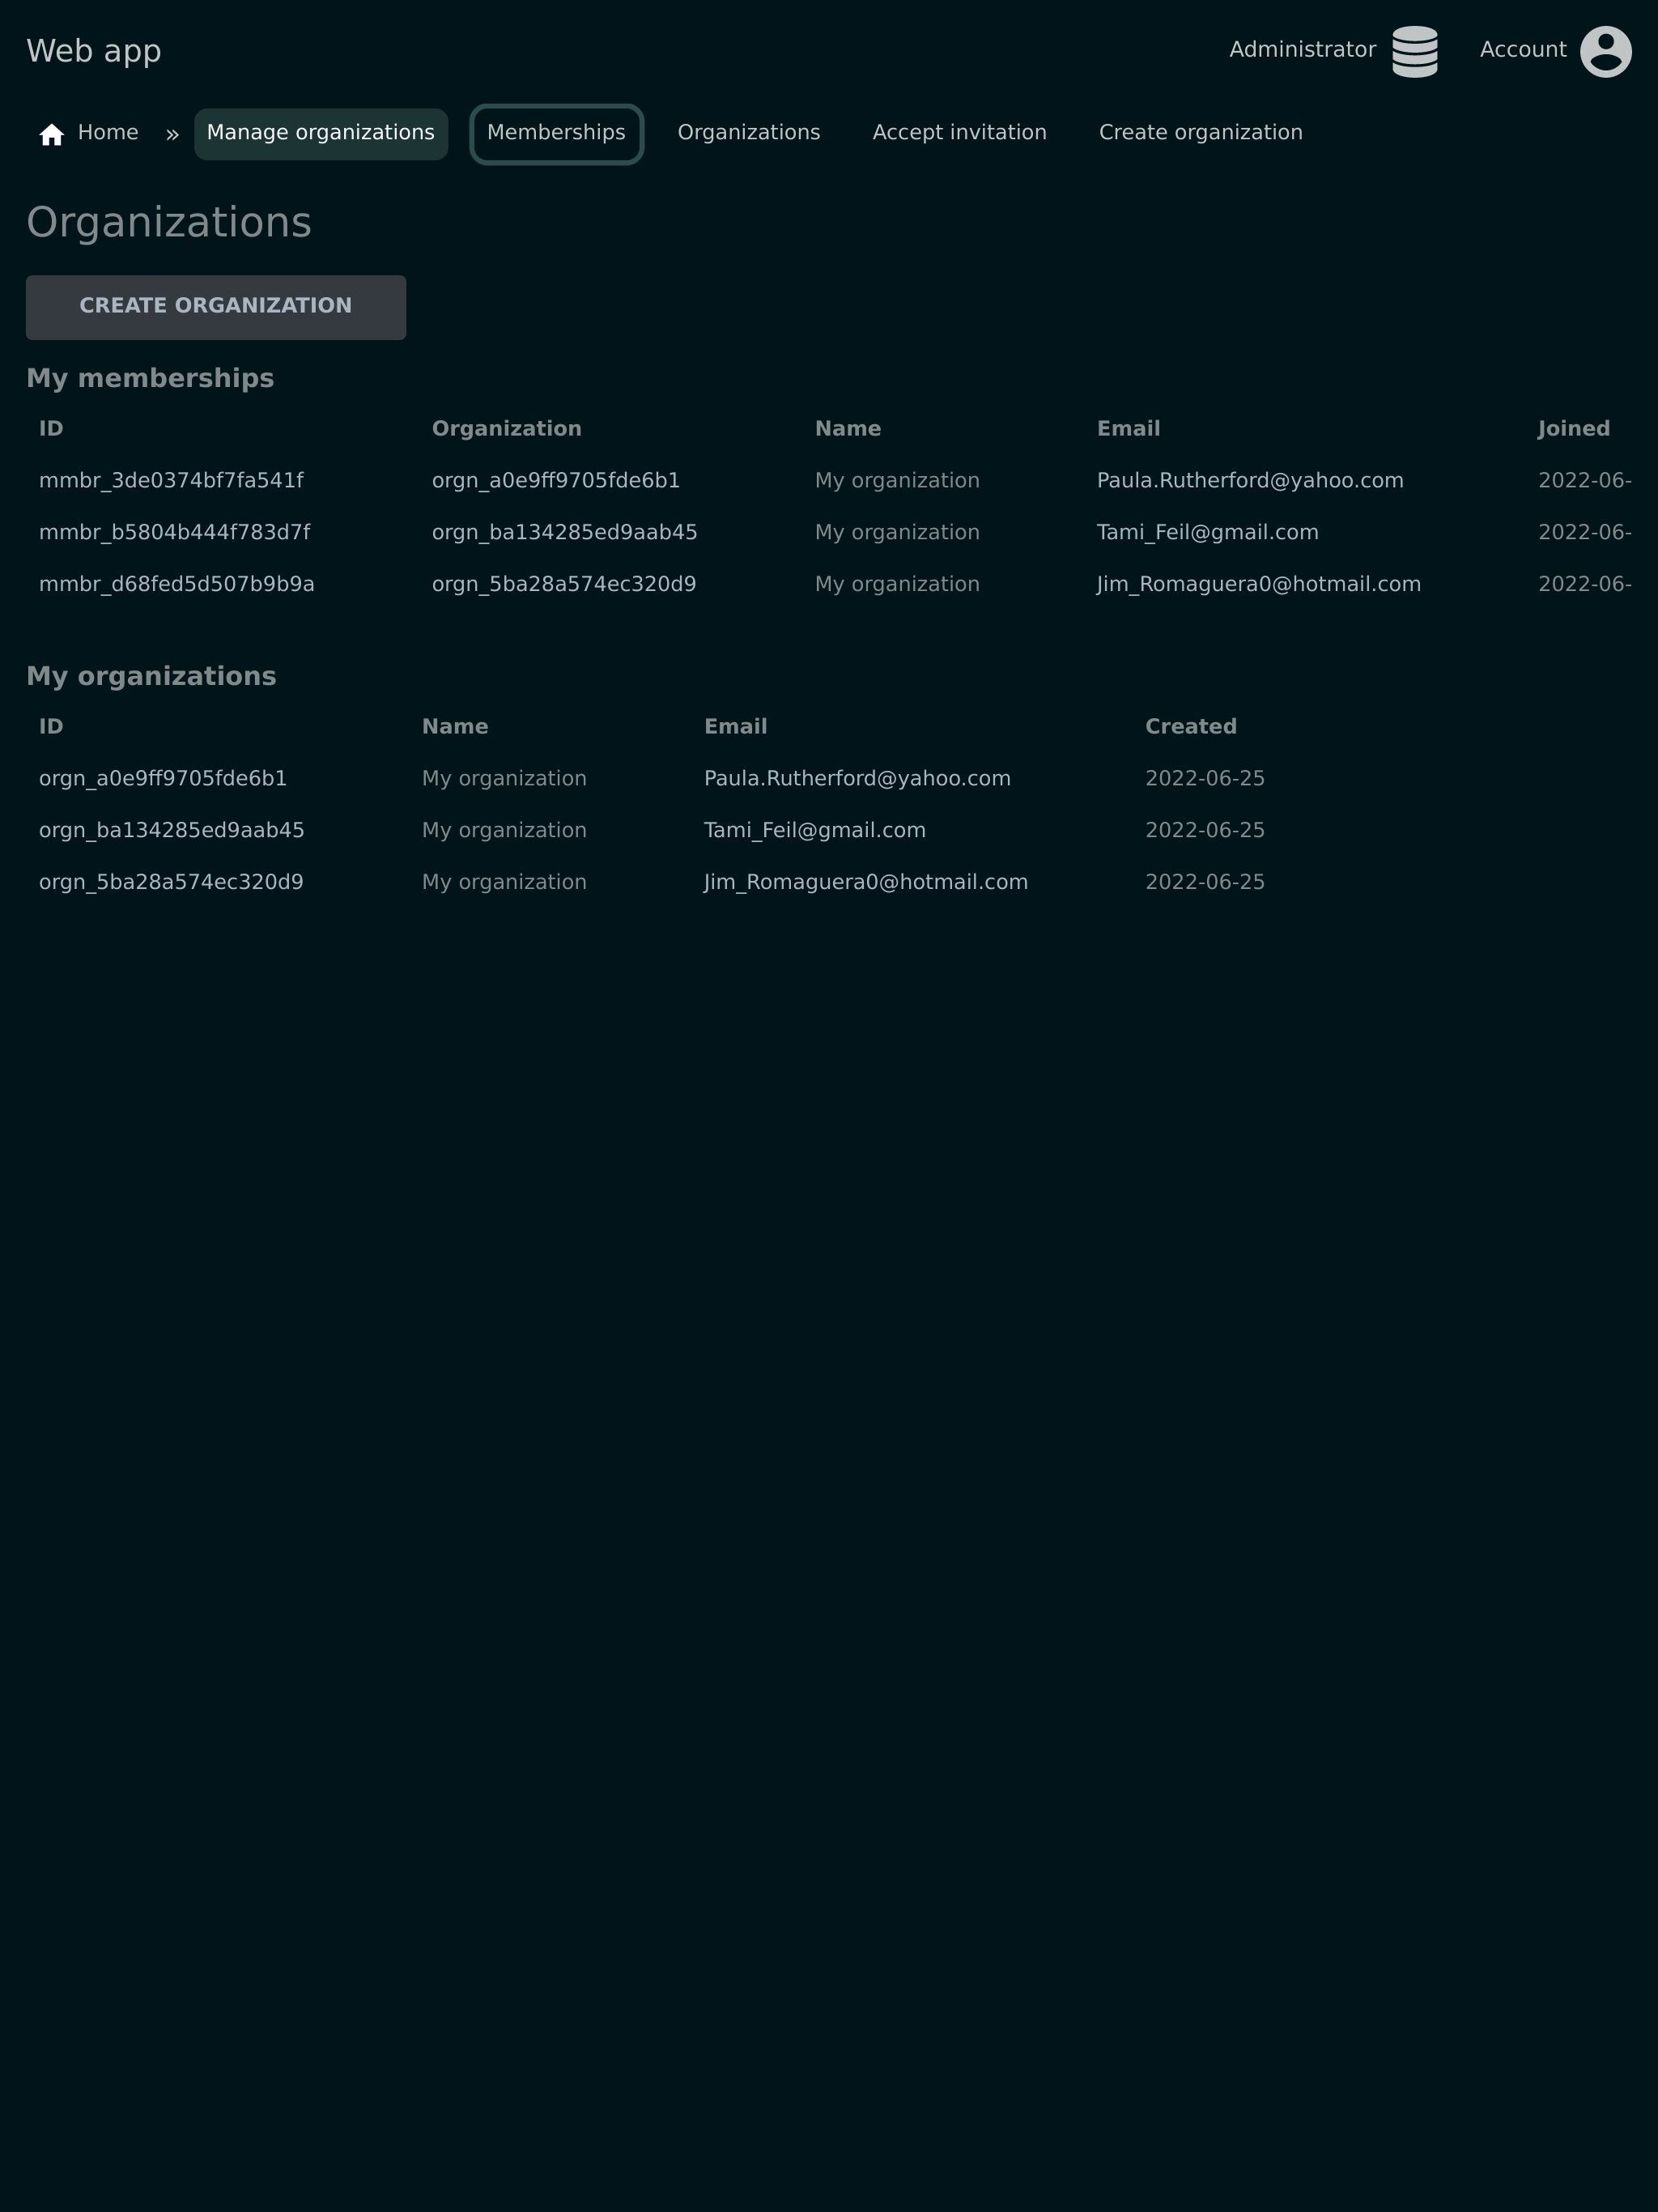 Web app Administrator Account
Home » Manage organizations Memberships Organizations Accept invitation Create organization
Organizations
CREATE ORGANIZATION
My memberships
ID Organization Name Email Joined
mmbr_3de0374bf7fa541f orgn_a0e9ff9705fde6b1 My organization Paula.Rutherford@yahoo.com 2022-06-
mmbr_b5804b444f783d7f orgn_ba134285ed9aab45 My organization Tami_Feil@gmail.com 2022-06-
mmbr_d68fed5d507b9b9a orgn_5ba28a574ec320d9 My organization Jim_Romaguera0@hotmail.com 2022-06-
My organizations
ID Name Email Created
orgn_a0e9ff9705fde6b1 My organization Paula.Rutherford@yahoo.com 2022-06-25
orgn_ba134285ed9aab45 My organization Tami_Feil@gmail.com 2022-06-25
orgn_5ba28a574ec320d9 My organization Jim_Romaguera0@hotmail.com 2022-06-25